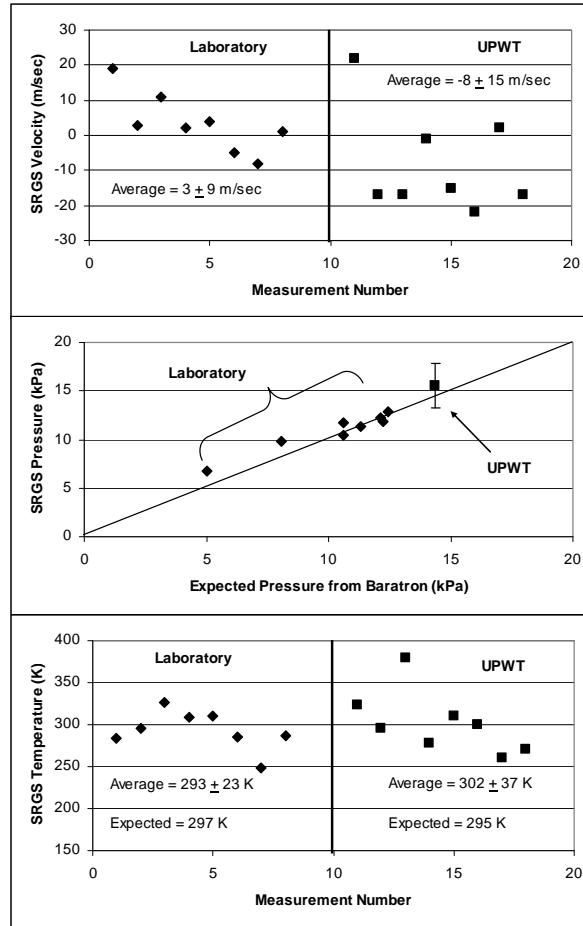 Laboratory UPWT
30
20
10
0
-10
-20
-30
Average = -8 ± 15 m/sec
Average = 3 ± 9 m/sec
SRGS Velocity (m/sec)
0 5 10 15 20
Measurement Number
20
15
10
5
0
SRGS Pressure (kPa)
Laboratory
UPWT
0 5 10 15 20
Expected Pressure from Baratron (kPa)
400
350
300
250
200
150
SRGS Temperature (K)
Laboratory UPWT
Average = 293 ± 23 K Average = 302 ± 37 K
Expected = 297 K Expected = 295 K
0 5 10 15 20
Measurement Number